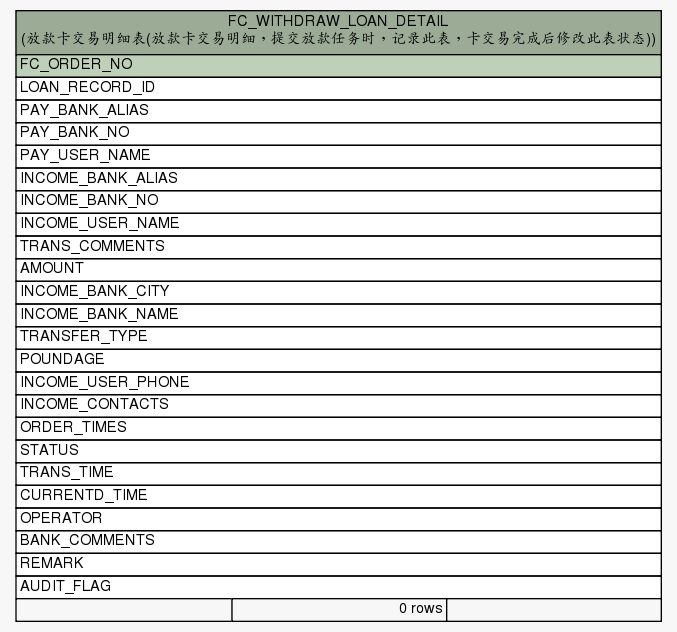 FC_WITHDRAW_LOAN_DETAIL
(放款卡交易明细表(放款卡交易明细，提交放款任务时，记录此表，卡交易完成后修改此表状态))
FC_ORDER_NO
LOAN_RECORD_ID
PAY_BANK_ALIAS
PAY_BANK_NO
PAY_USER_NAME
INCOME_BANK_ALIAS
INCOME_BANK_NO
INCOME_USER_NAME
TRANS_COMMENTS
AMOUNT
INCOME_BANK_CITY
INCOME_BANK_NAME
TRANSFER_TYPE
POUNDAGE
INCOME_USER_PHONE
INCOME_CONTACTS
ORDER_TIMES
STATUS
TRANS_TIME
CURRENTD_TIME
OPERATOR
BANK_COMMENTS
REMARK
AUDIT_FLAG
0 rows